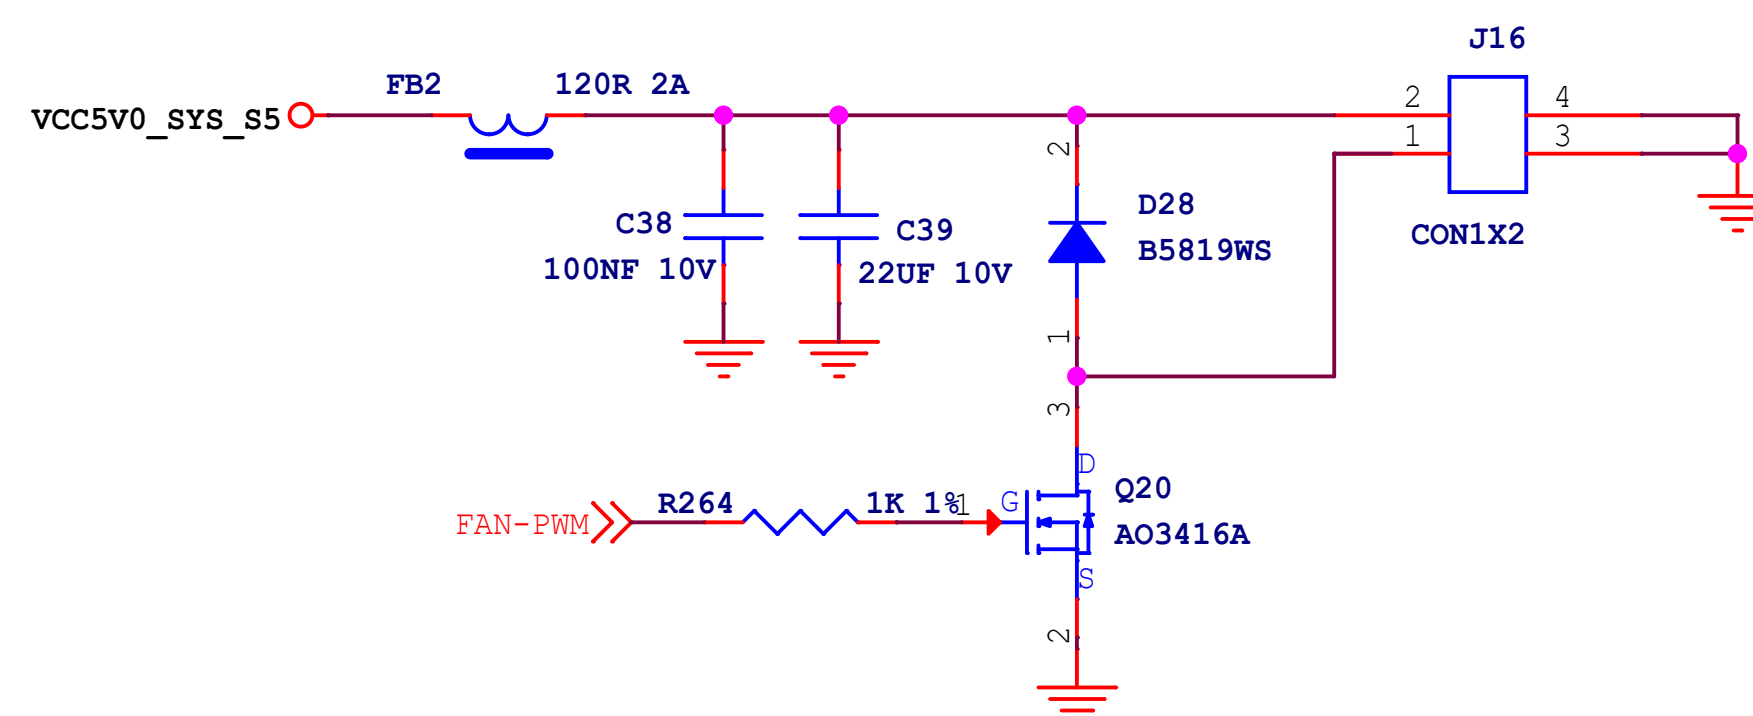 J16
FB2 120R 2A
VCC5V0_SYS_S5
2 4
1 3
2
D28
B5819WS
CON1X2
C38
100NF 10V
C39
22UF 10V
1
3
D
FAN-PWM
R264 1K 1%
1
G
Q20
AO3416A
S
2